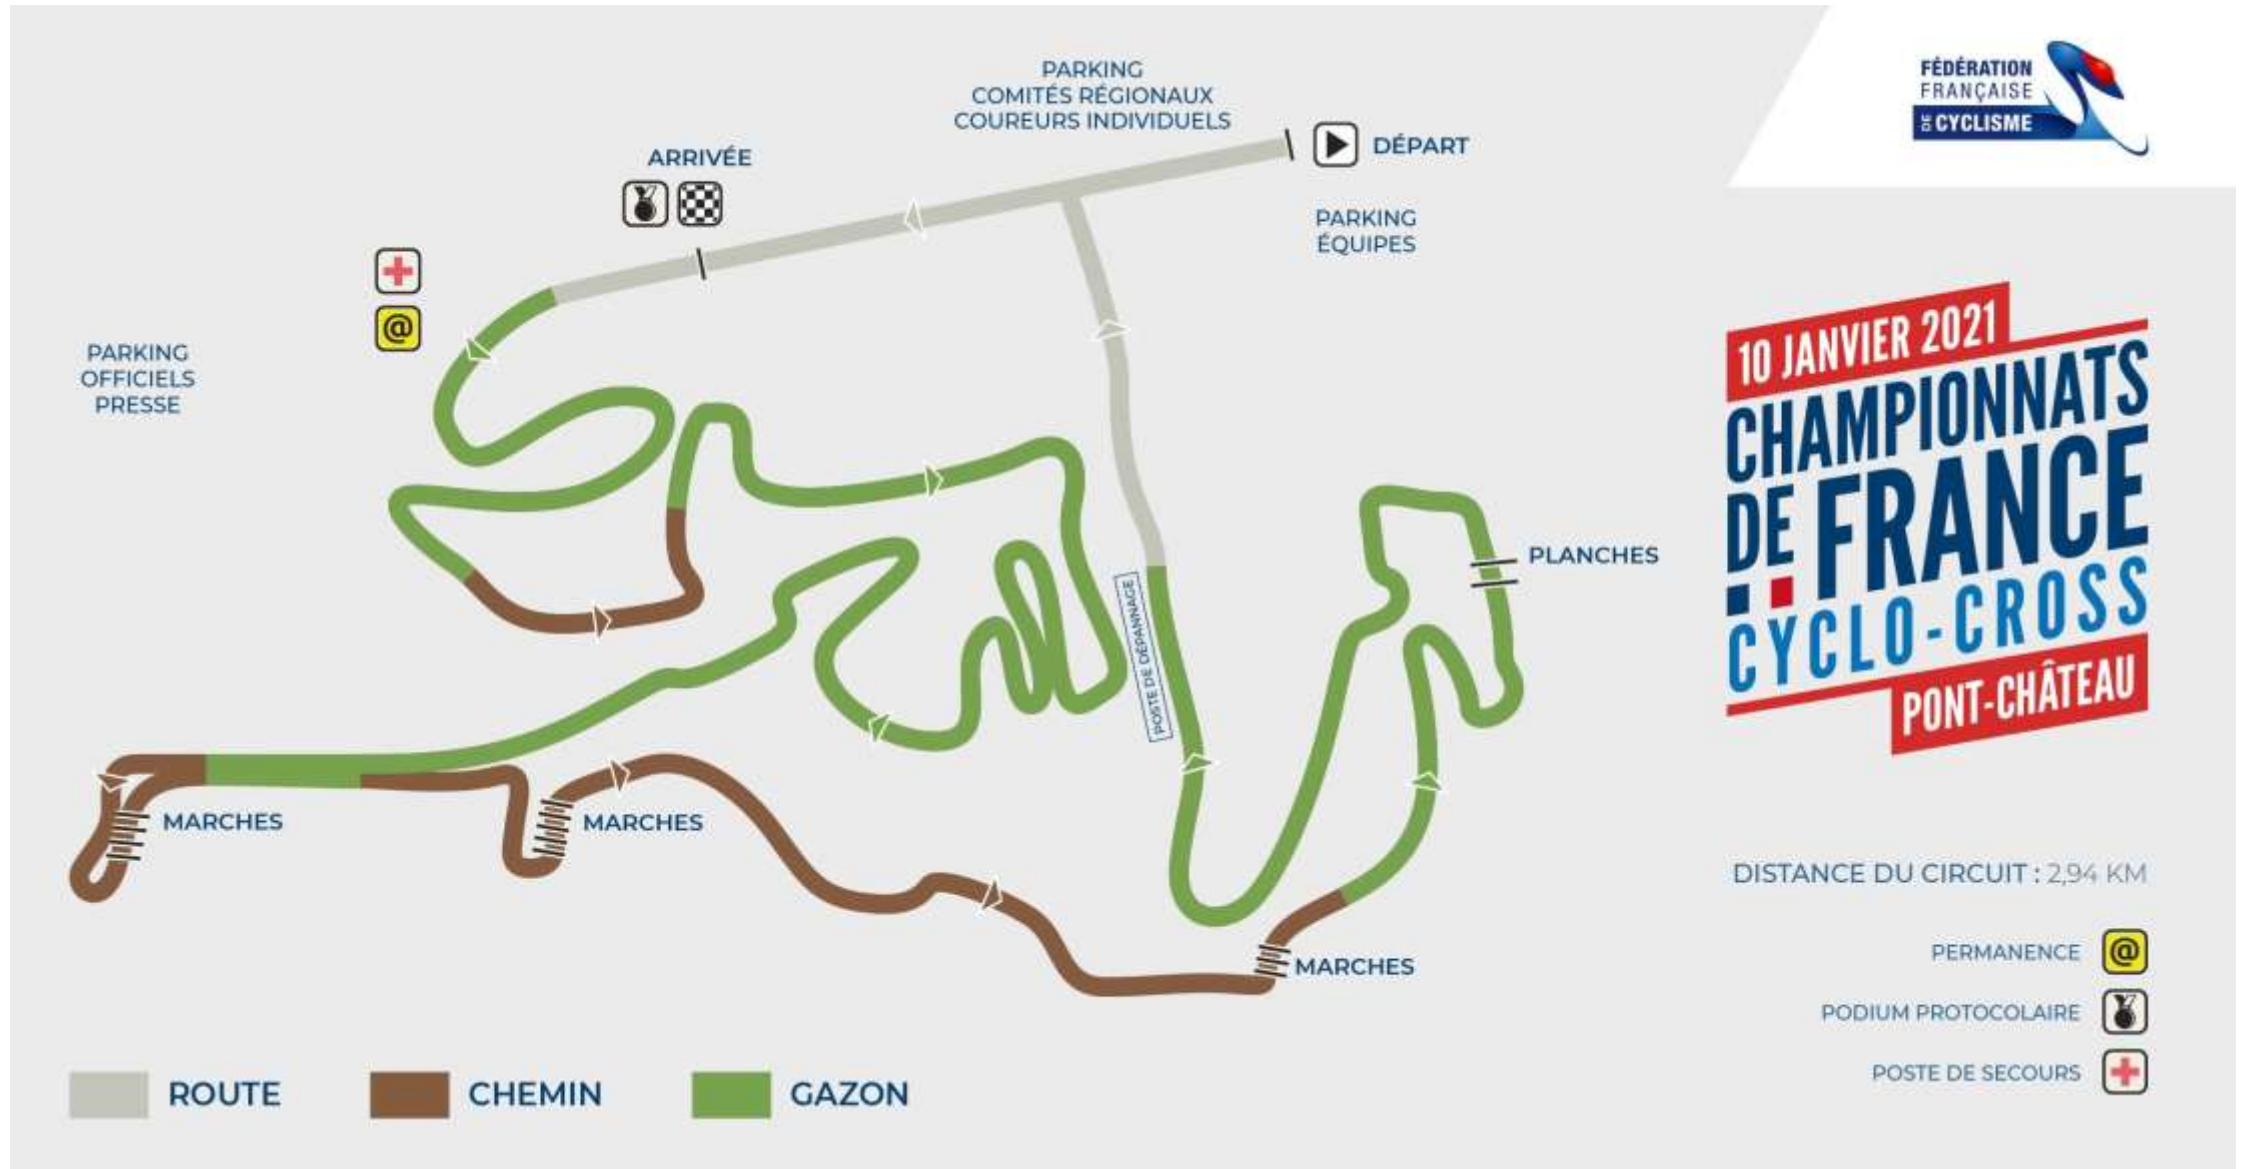 PARKING
COMITÉS RÉGIONAUX
COUREURS INDIVIDUELS
DÉPART
ARRIVÉE
PARKING
ÉQUIPES
PARKING
OFFICIELS
PRESSE
@
PLANCHES
POSTE DE DÉPANNAGE
MARCHES
MARCHES
MARCHES
ROUTE
CHEMIN
GAZON
FÉDÉRATION
FRANÇAISE
DE CYCLISME
10 JANVIER 2021
CHAMPIONNATS
DE FRANCE
CYCLO-CROSS
PONT-CHÂTEAU
DISTANCE DU CIRCUIT : 2,94 KM
PERMANENCE @
PODIUM PROTOCOLAIRE
POSTE DE SECOURS